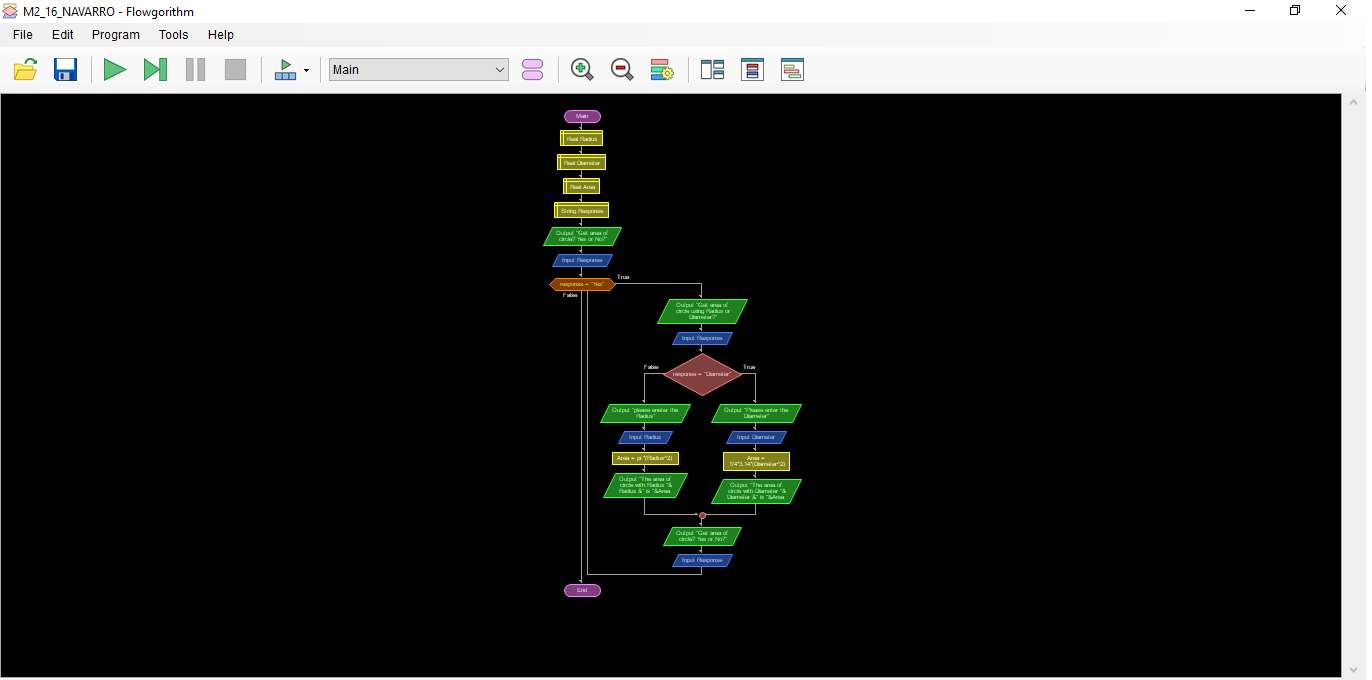 M2_16_NAVARRO - Flowgorithm
File Edit Program Tools Help
Main
Main
Real Radius
Real Diameter
Real Area
String Response
Output "Get area of
circle? Yes or No?"
Input Response
response = "Yes"
True
False
Output "Get area of
circle using Radius or
Diameter?"
Input Response
response = "Diameter"
False
True
Output "please eneter the
Radius"
Input Radius
Area = pi *(Radius^2)
Output "The area of
circle with Radius "&
Radius &" is "&Area
Output "Please enter the
Diameter"
Input Diameter
Area =
1/4*3.14*(Diameter^2)
Output "The area of
circle with Diameter "&
Diameter &" is "&Area
Output "Get area of
circle? Yes or No?"
Input Response
End